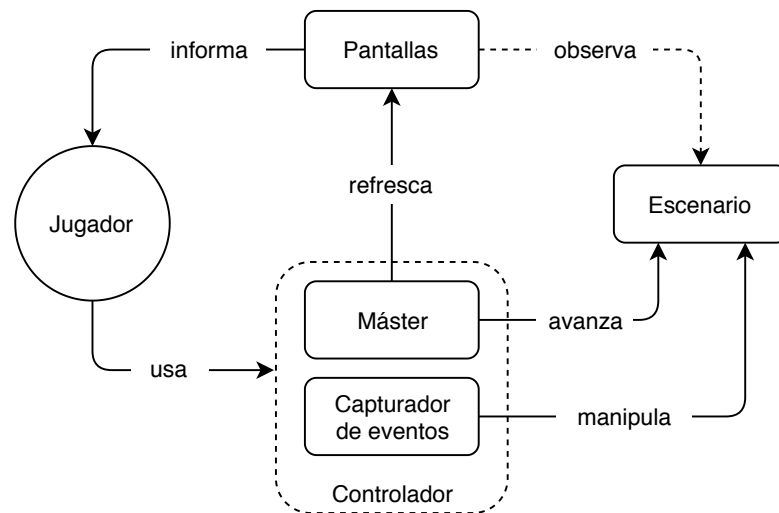 informa
Pantallas
observa
refresca
Escenario
Jugador
Máster
avanza
usa
Capturador
de eventos
manipula
Controlador